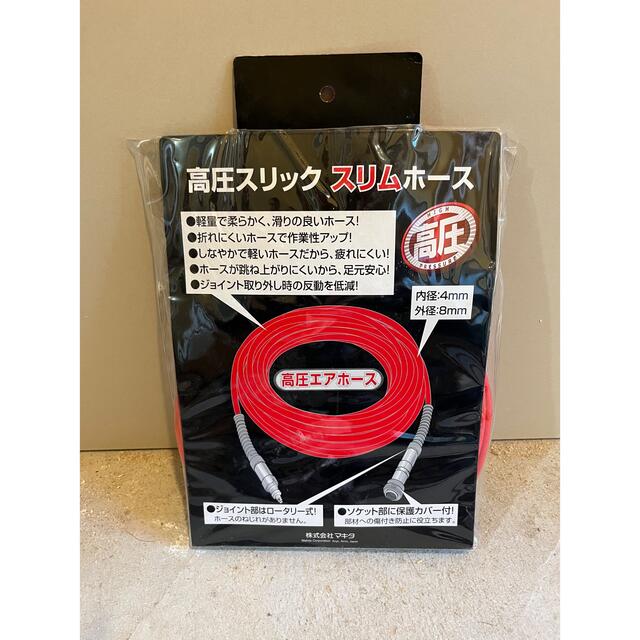 高圧スリック スリムホース
●軽量で柔らかく、滑りの良いホース!
●折れにくいホースで作業性アップ!
●しなやかで軽いホースだから、疲れにくい!
●ホースが跳ね上がりにくいから、足元安心!
●ジョイント取り外し時の反動を低減!
HIGH
高圧
PRESSURE
内径:4mm
外径:8mm
高圧エアホース
●ジョイント部はロータリー式!
ホースのねじれがありません。
●ソケット部に保護カバー付!
部材への傷付き防止に役立ちます。
株式会社 マキタ
Makita Corporation Anjo, Aichi, Japan